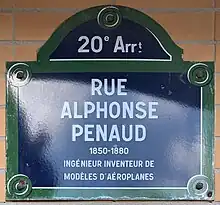 20e Arrt
RUE
ALPHONSE
PENAUD
1850-1880
INGÉNIEUR INVENTEUR DE
MODÈLES D'AÉROPLANES